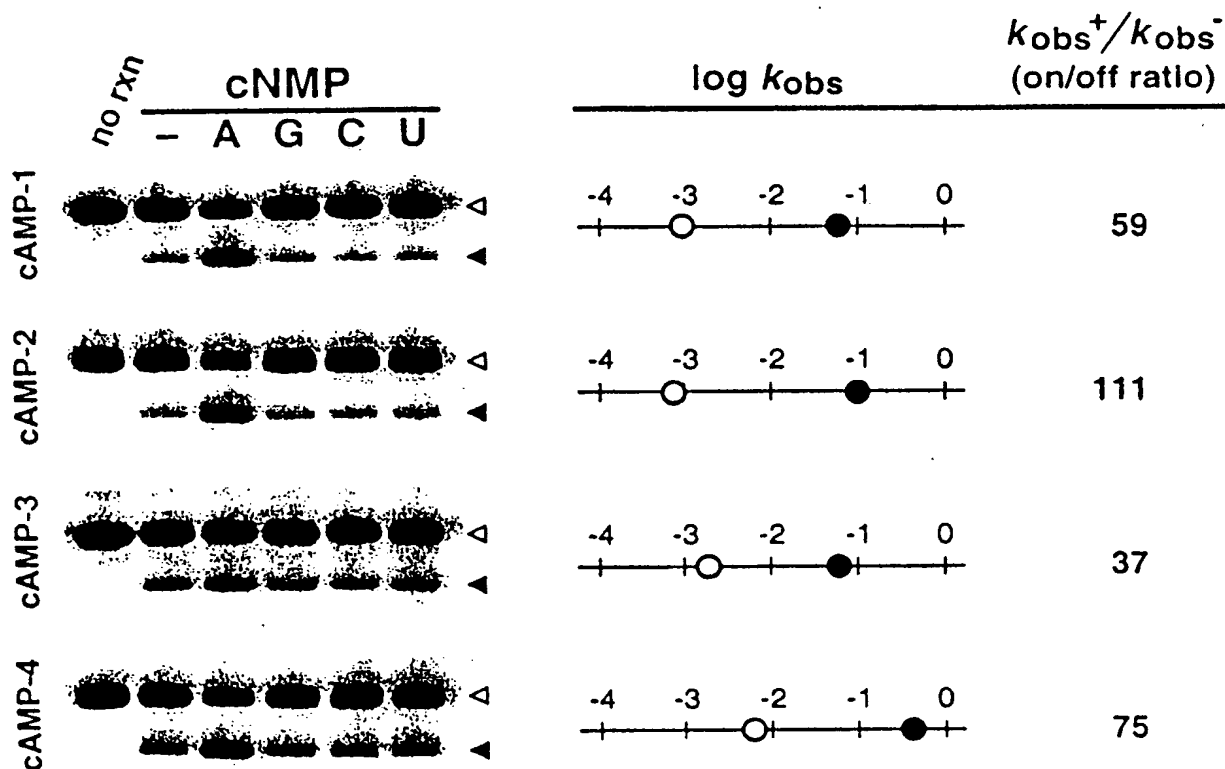 kobs+/kobs-
no rxn cNMP log kobs (on/off ratio)
– A G C U
cAMP-1 -4 -3 -2 -1 0 59
cAMP-2 -4 -3 -2 -1 0 111
cAMP-3 -4 -3 -2 -1 0 37
cAMP-4 -4 -3 -2 -1 0 75